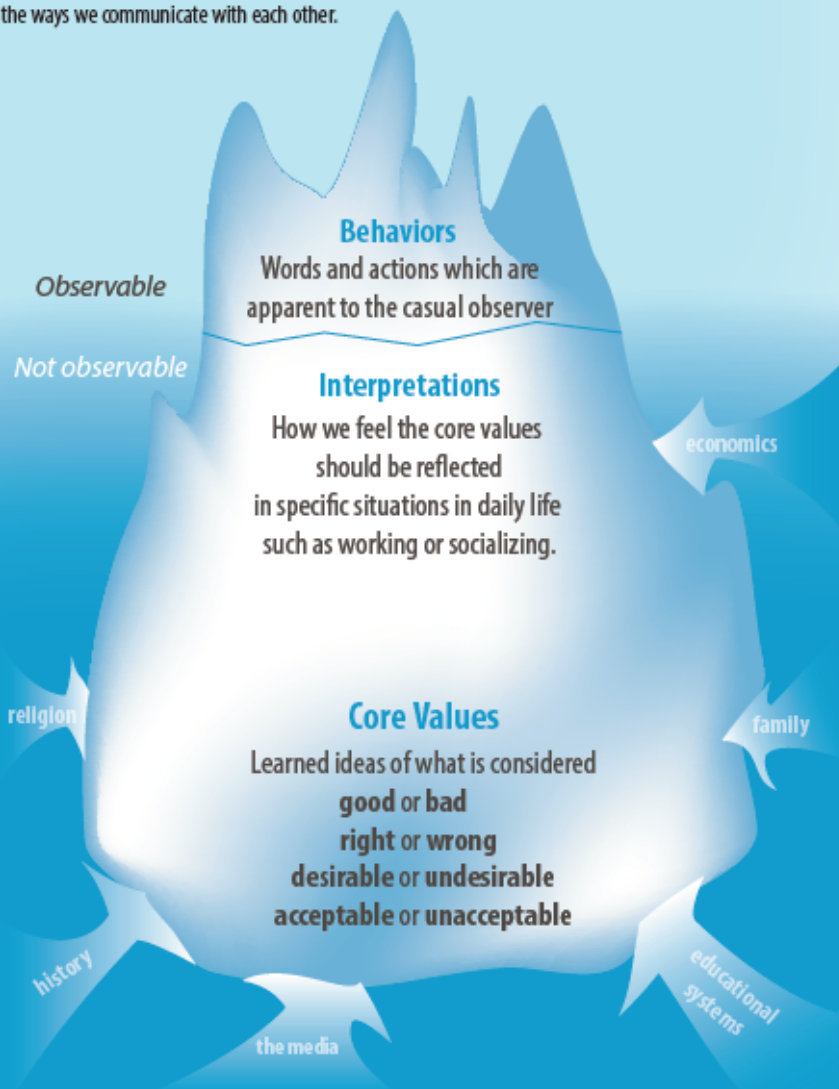 the ways we communicate with each other.
Behaviors
Words and actions which are
apparent to the casual observer
Observable
Not observable
Interpretations
How we feel the core values
should be reflected
in specific situations in daily life
such as working or socializing.
economics
religion
family
Core Values
Learned ideas of what is considered
good or bad
right or wrong
desirable or undesirable
acceptable or unacceptable
history
the media
educational
systems